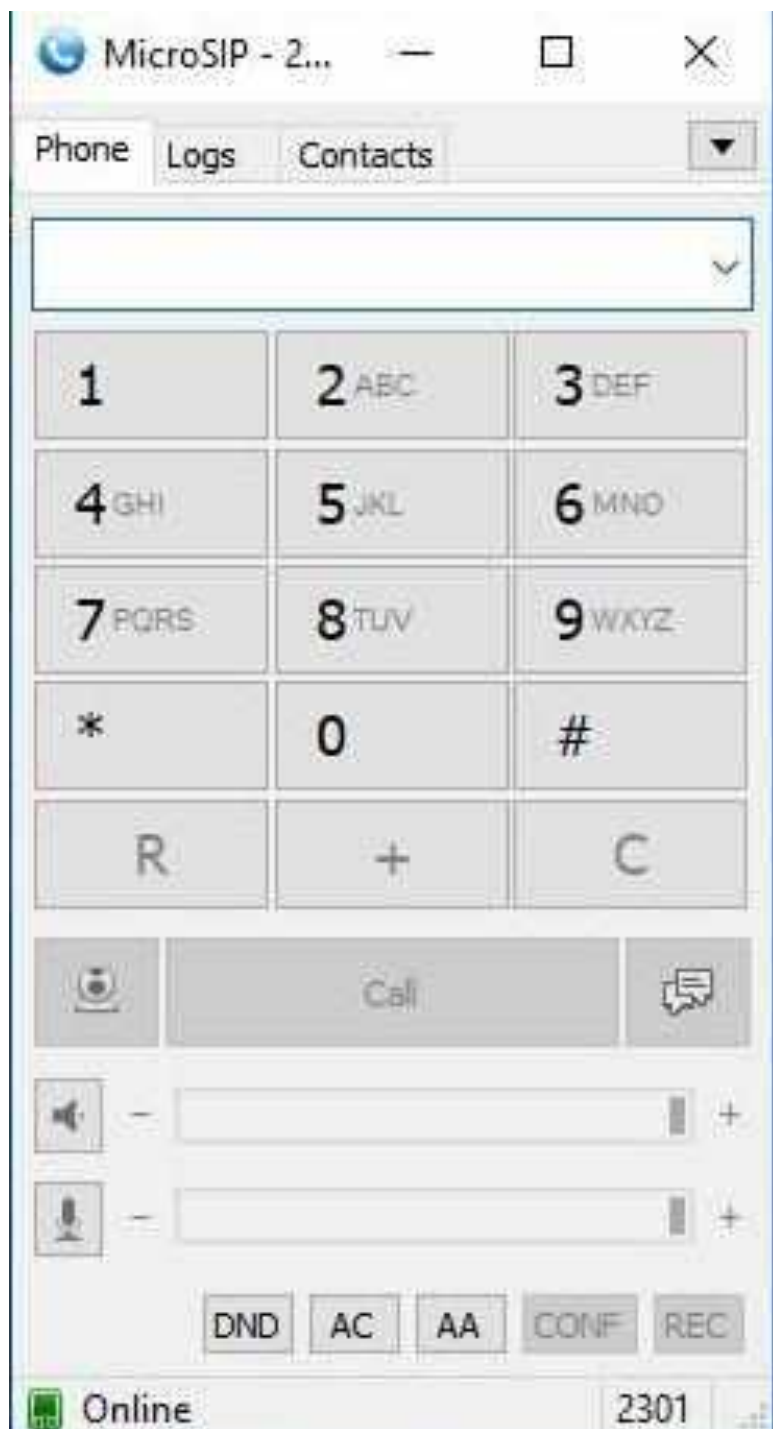 MicroSIP - 2...
Phone Logs Contacts
1 2 ABC 3 DEF
4 GHI 5 JKL 6 MNO
7 PQRS 8 TUV 9 WXYZ
* 0 #
R + C
Call
- +
- +
DND AC AA CONF REC
Online 2301